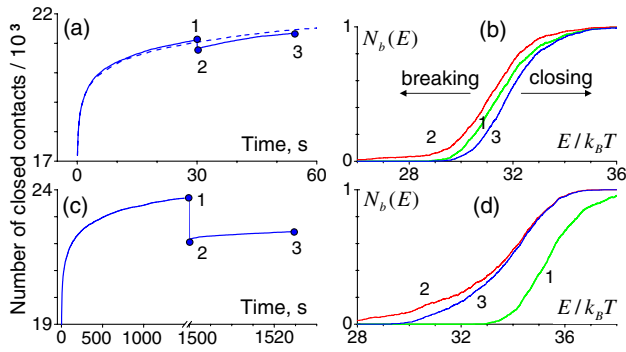 Number of closed contacts / 10³
(a)
21
17
1
2
3
Time, s
0
30
60
(b)
N_b(E)
1
0
breaking
closing
1
2
3
E/k_BT
26
28
32
36
(c)
24
19
1
2
3
Time, s
0
500
1000
1500
1520
(d)
N_b(E)
1
0
2
3
1
E/k_BT
28
32
36